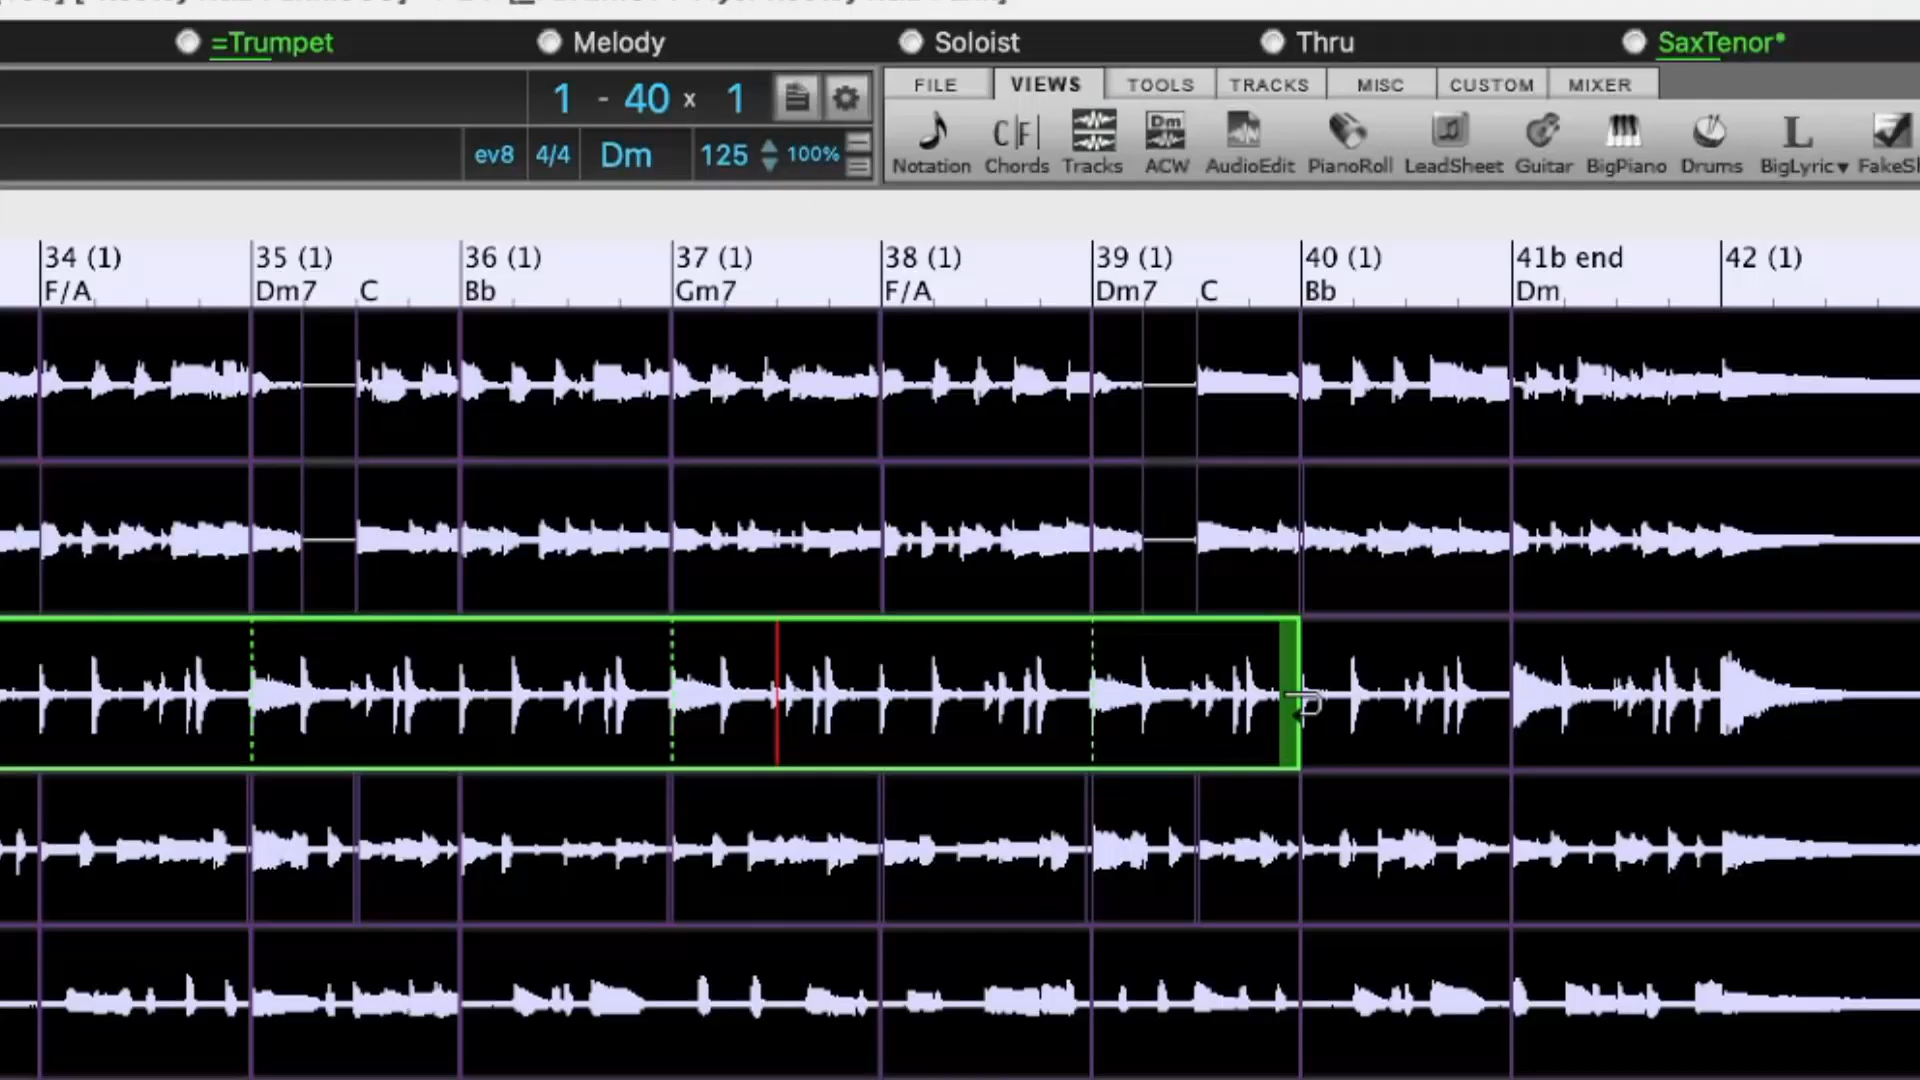 =Trumpet Melody Soloist Thru SaxTenor*
1 - 40 x 1
FILE VIEWS TOOLS TRACKS MISC CUSTOM MIXER
ev8 4/4 Dm 125 100%
Notation Chords Tracks ACW AudioEdit PianoRoll LeadSheet Guitar BigPiano Drums BigLyric
34 (1) 35 (1) 36 (1) 37 (1) 38 (1) 39 (1) 40 (1) 41b end 42 (1)
F/A Dm7 C Bb Gm7 F/A Dm7 C Bb Dm